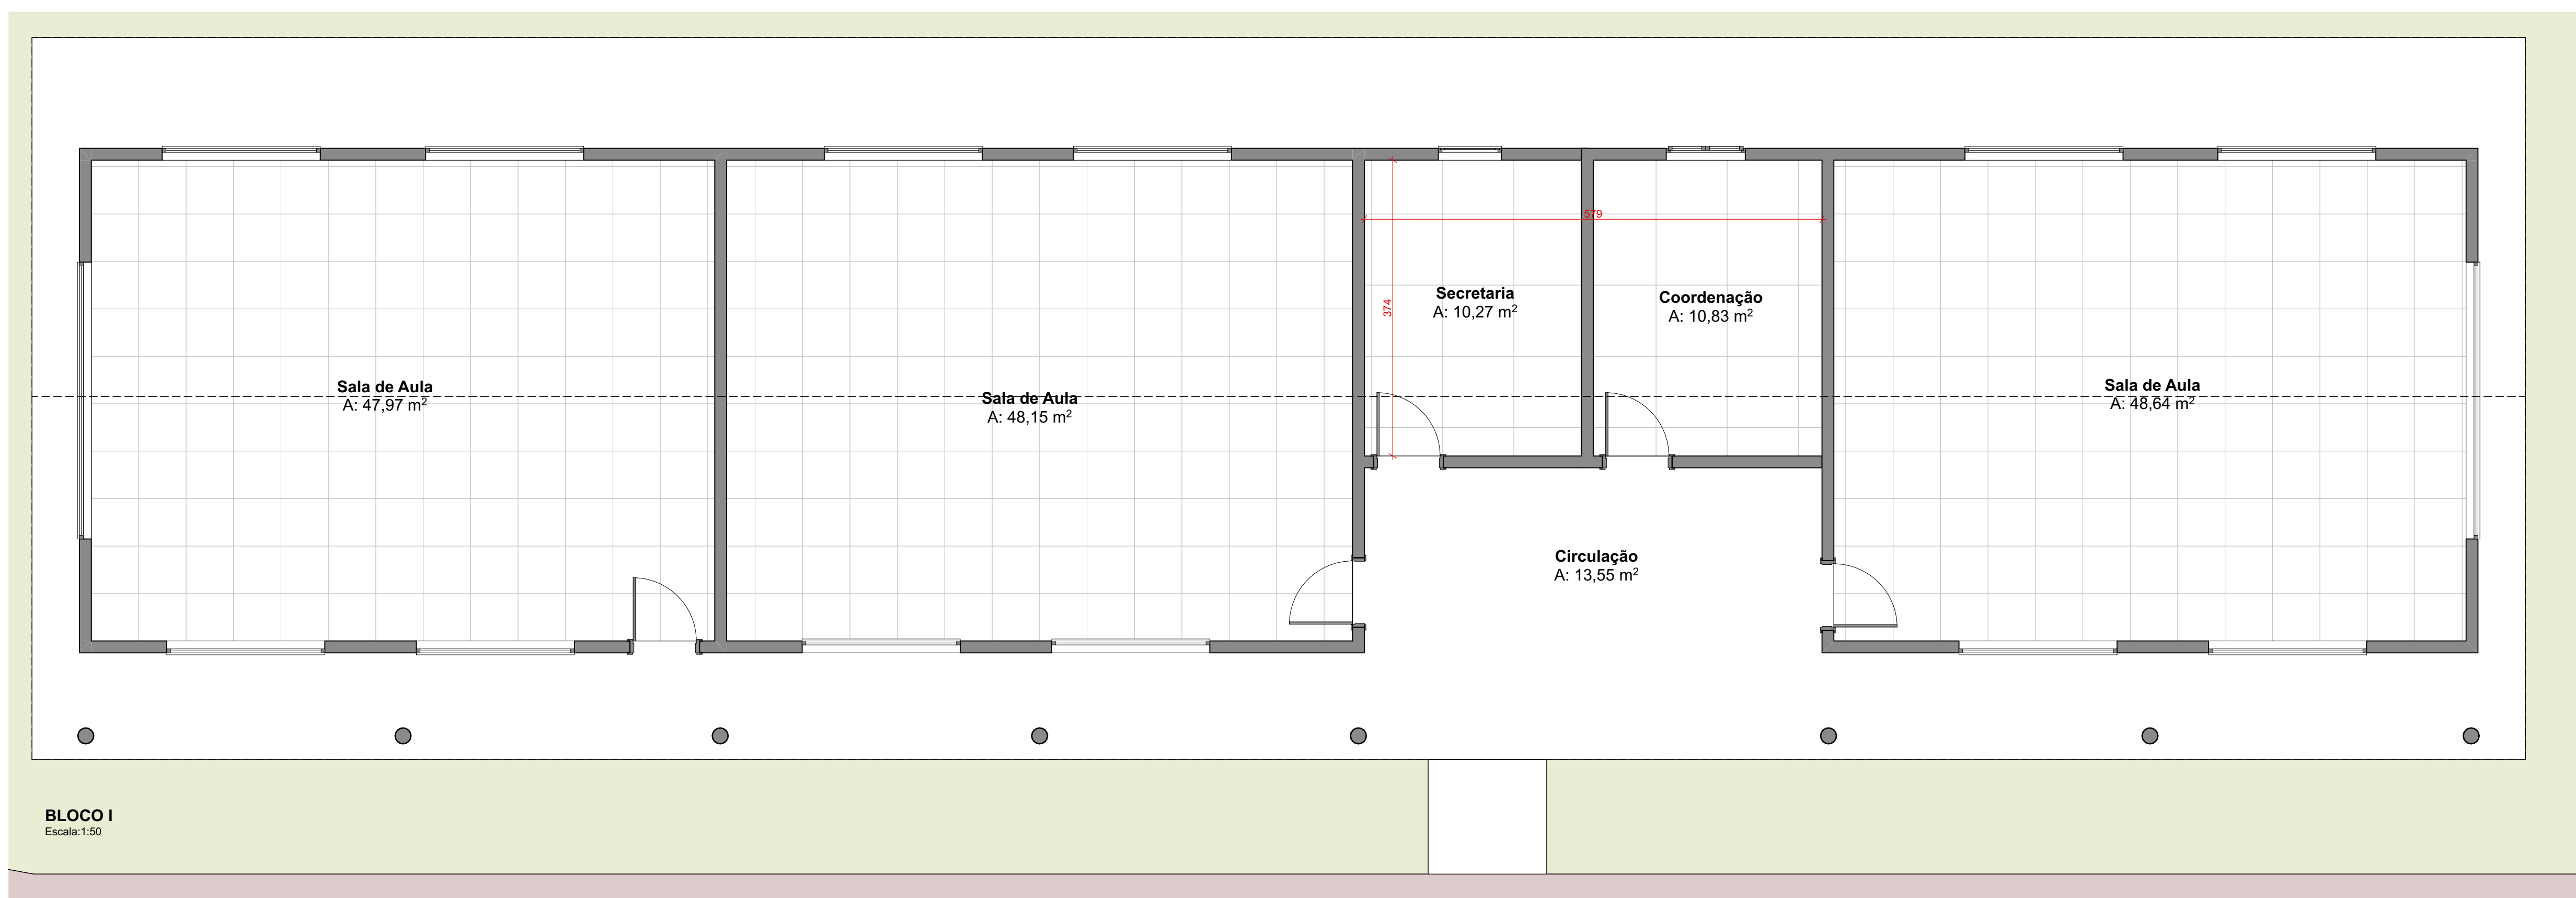 579
Secretaria
A: 10,27 m²
Coordenação
A: 10,83 m²
374
Sala de Aula
A: 47,97 m²
Sala de Aula
A: 48,15 m²
Sala de Aula
A: 48,64 m²
Circulação
A: 13,55 m²
BLOCO I
Escala:1:50